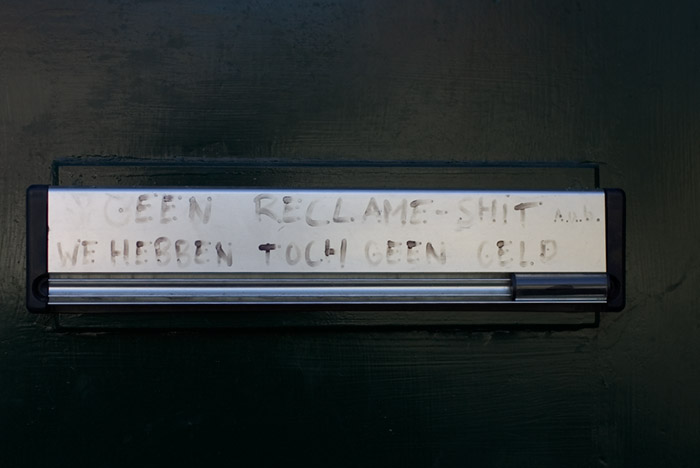 GEEN RECLAME-SHIT A.U.B.
WE HEBBEN TOCH GEEN GELD